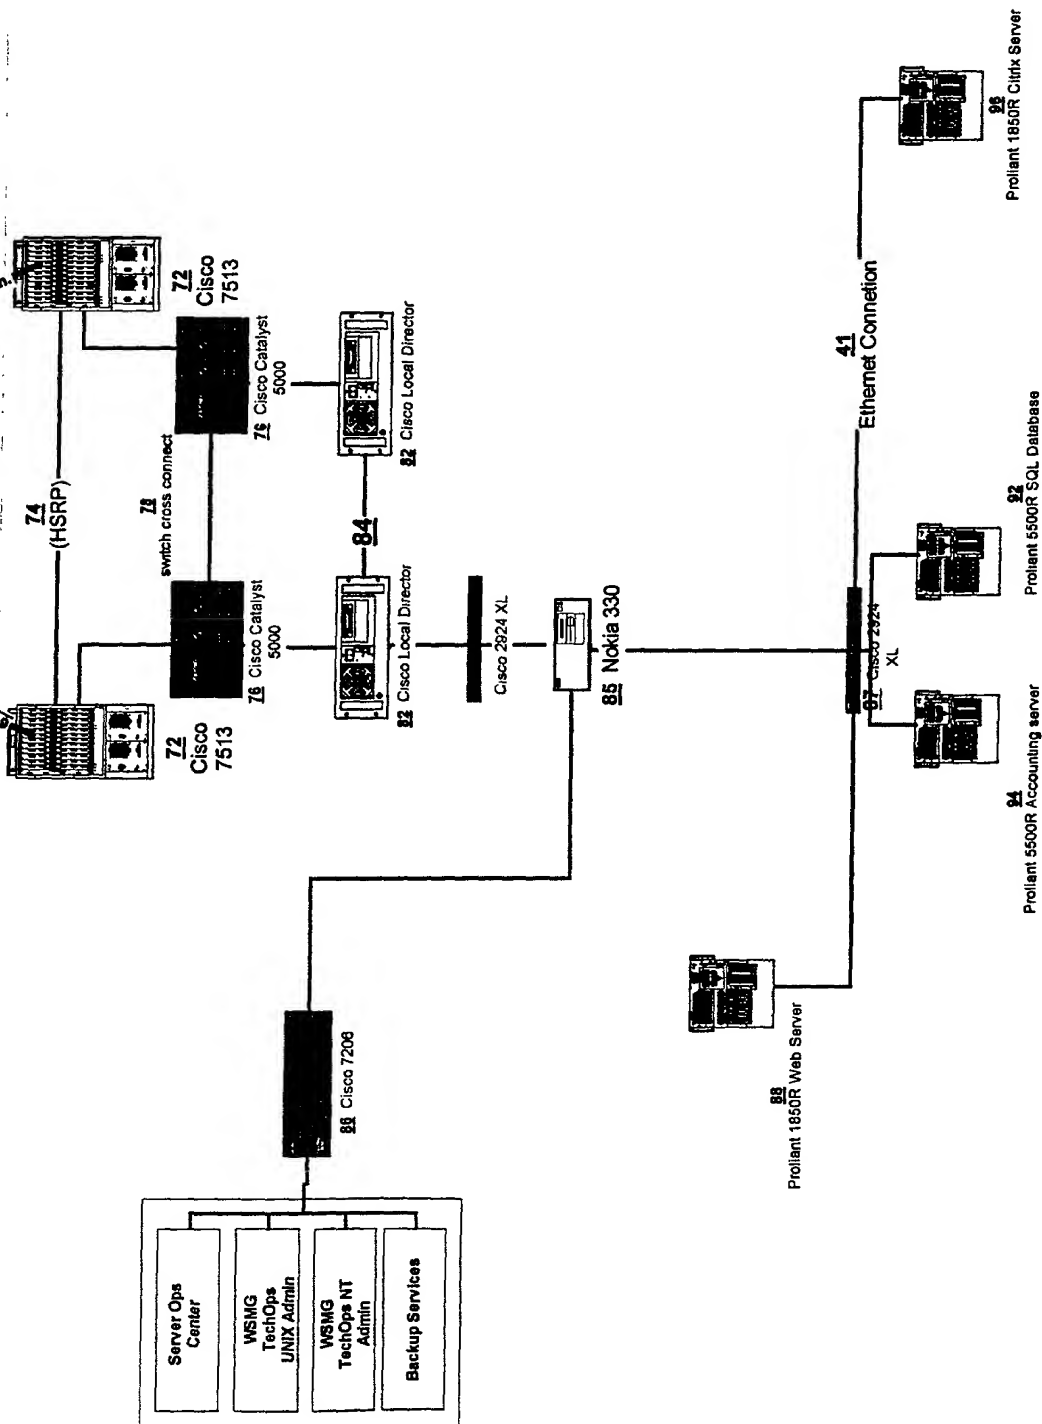 74
(HSRP)
72
Cisco
7513
72
Cisco
7513
78
switch cross connect
76 Cisco Catalyst
5000
76 Cisco Catalyst
5000
84
82 Cisco Local Director
82 Cisco Local Director
Cisco 2924 XL
85 Nokia 330
86 Cisco 7206
Server Ops
Center
WSMG
TechOps
UNIX Admin
WSMG
TechOps NT
Admin
Backup Services
41
Ethernet Connetion
Cisco 2924
XL
88
Proliant 1850R Web Server
94
Proliant 5500R Accounting server
92
Proliant 5500R SQL Database
96
Proliant 1850R Citrix Server